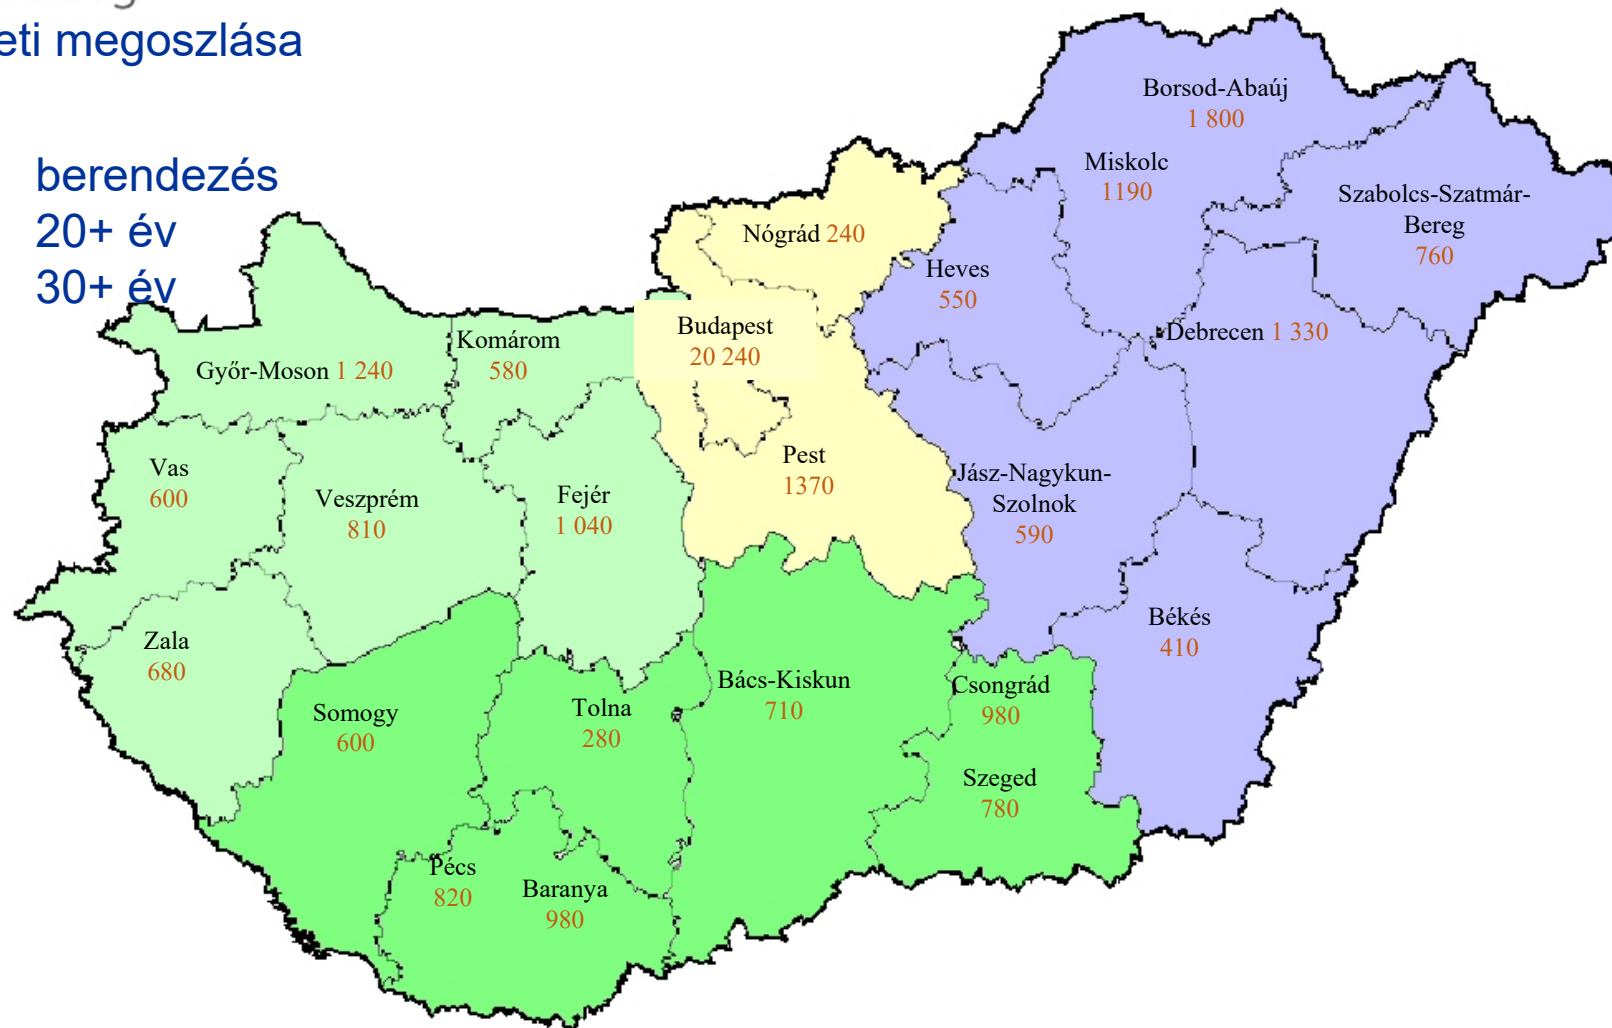 eti megoszlása
berendezés
20+ év
30+ év
Borsod-Abaúj
1 800
Miskolc
1190
Szabolcs-Szatmár-
Bereg
760
Nógrád 240
Heves
550
Budapest
20 240
Debrecen 1 330
Komárom
580
Győr-Moson 1 240
Pest
1370
Vas
600
Veszprém
810
Fejér
1 040
Jász-Nagykun-
Szolnok
590
Békés
410
Zala
680
Somogy
600
Tolna
280
Bács-Kiskun
710
Csongrád
980
Szeged
780
Pécs
820
Baranya
980